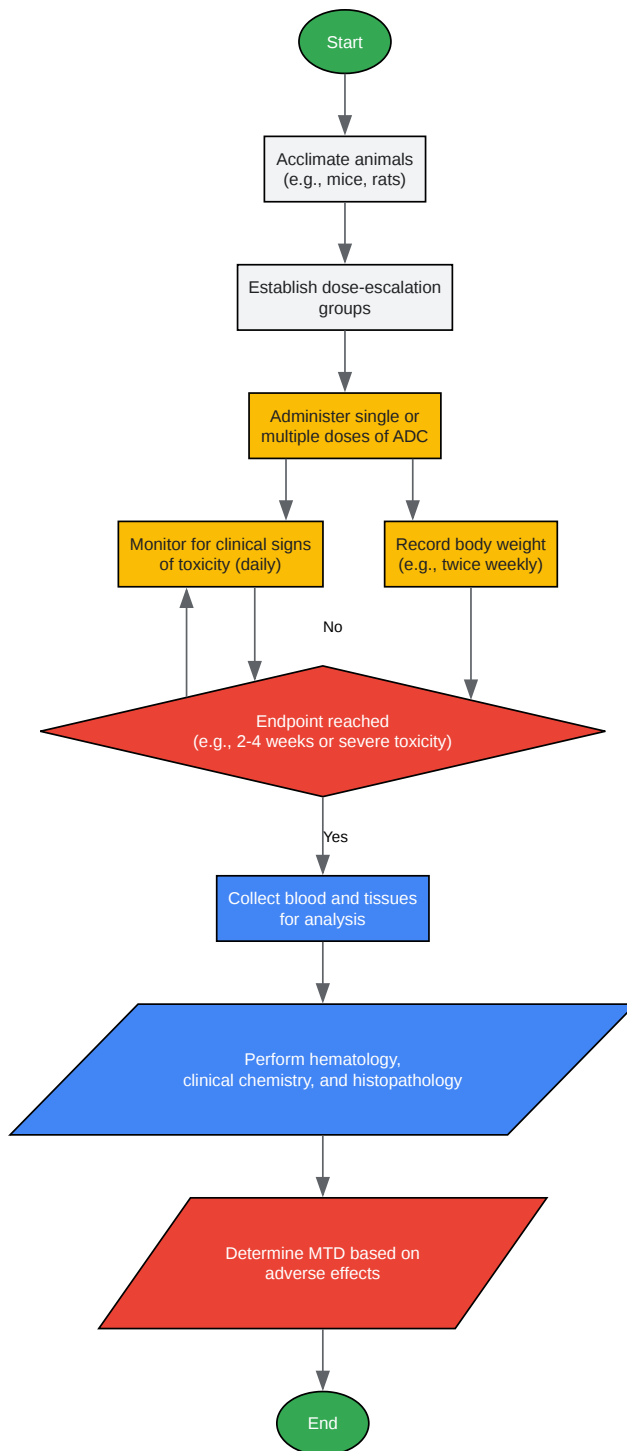 Start
Acclimate animals
(e.g., mice, rats)
Establish dose-escalation
groups
Administer single or
multiple doses of ADC
Monitor for clinical signs
of toxicity (daily)
Record body weight
(e.g., twice weekly)
No
Endpoint reached
(e.g., 2-4 weeks or severe toxicity)
Yes
Collect blood and tissues
for analysis
Perform hematology,
clinical chemistry, and histopathology
Determine MTD based on
adverse effects
End